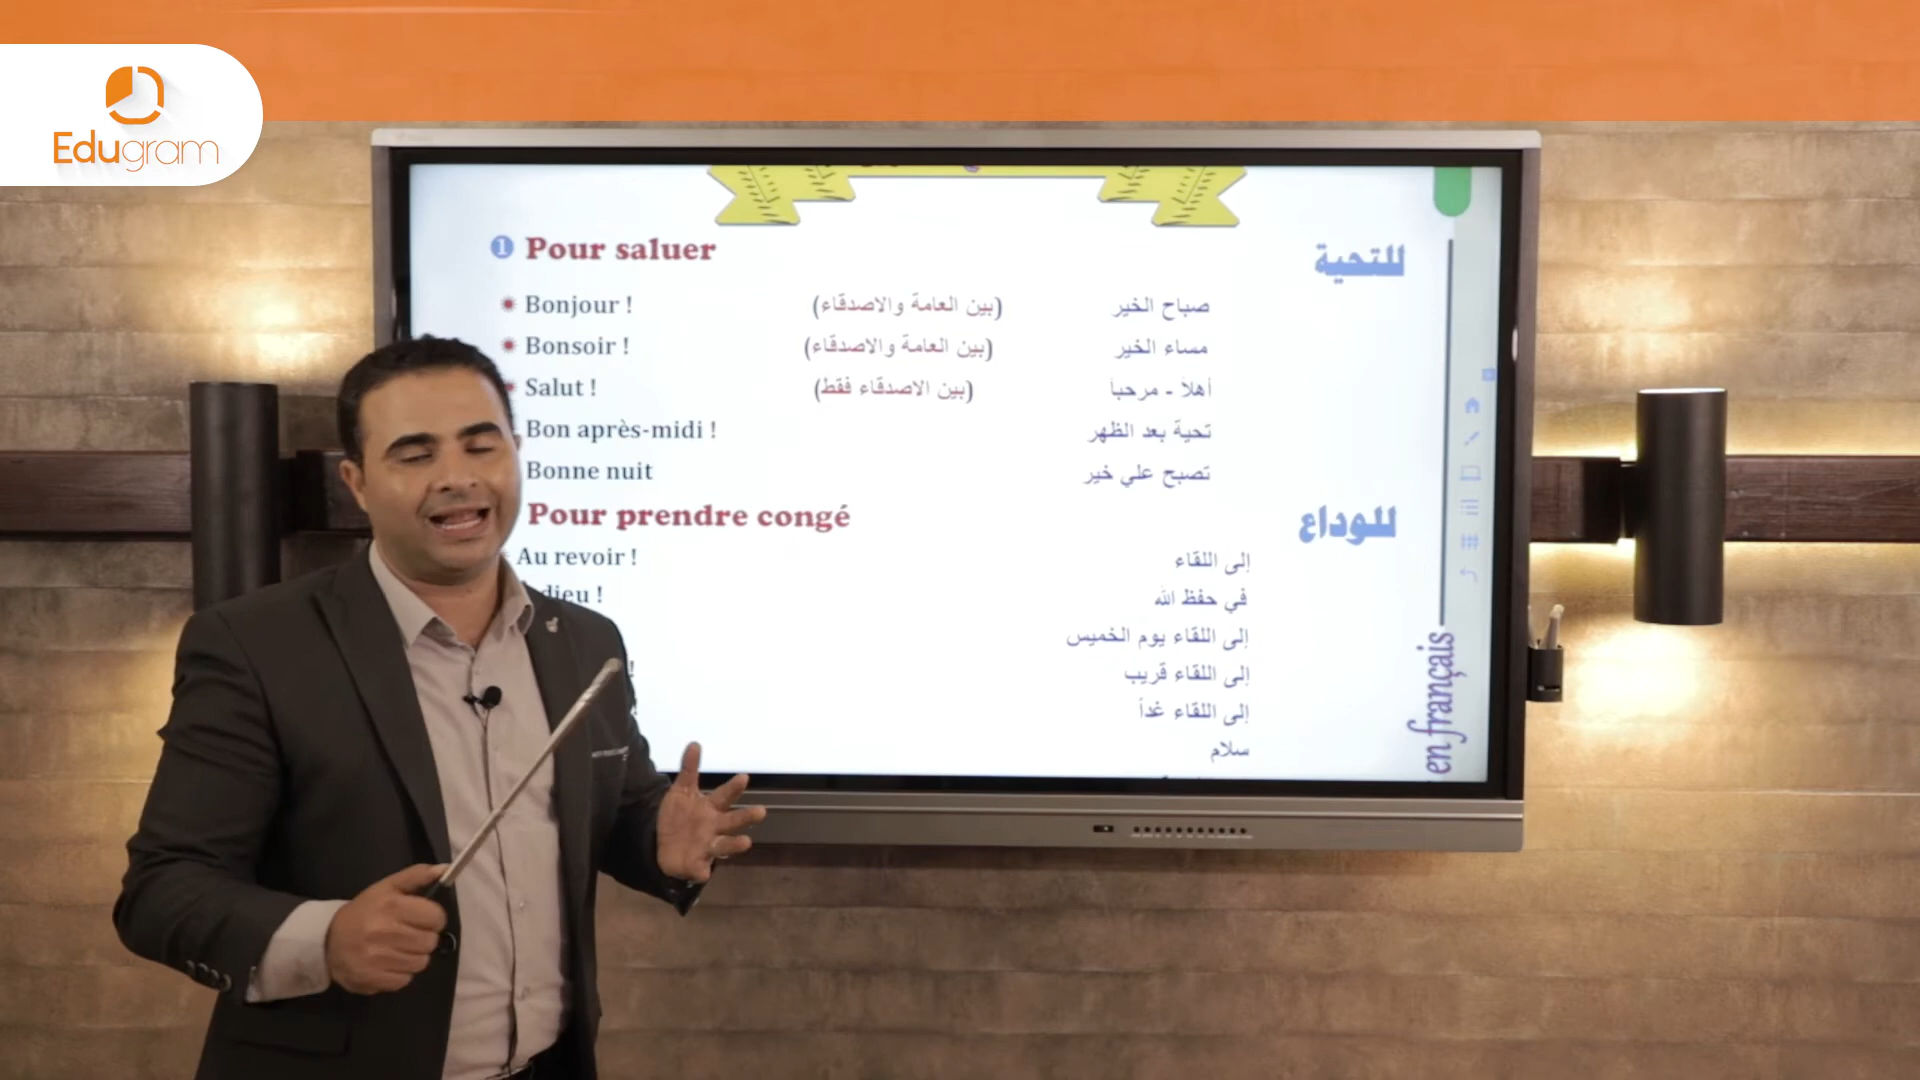 Edugram
❶ Pour saluer للتحية
Bonjour ! (بين العامة والاصدقاء) صباح الخير
Bonsoir ! (بين العامة والاصدقاء) مساء الخير
Salut ! (بين الاصدقاء فقط) أهلاً - مرحباً
Bon après-midi ! تحية بعد الظهر
Bonne nuit تصبح علي خير
Pour prendre congé للوداع
Au revoir ! إلى اللقاء
dieu ! في حفظ الله
إلى اللقاء يوم الخميس
! إلى اللقاء قريب
! إلى اللقاء غداً
سلام
en français